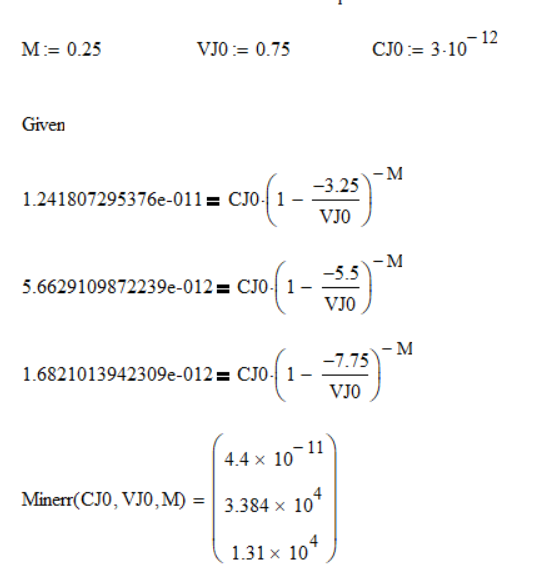 M := 0.25 VJ0 := 0.75 CJ0 := 3·10^-12
Given
1.241807295376e-011 = CJ0·(1 - -3.25/VJ0)^-M
5.6629109872239e-012 = CJ0·(1 - -5.5/VJ0)^-M
1.6821013942309e-012 = CJ0·(1 - -7.75/VJ0)^-M
Minerr(CJ0, VJ0, M) = (4.4 × 10^-11
3.384 × 10^4
1.31 × 10^4)